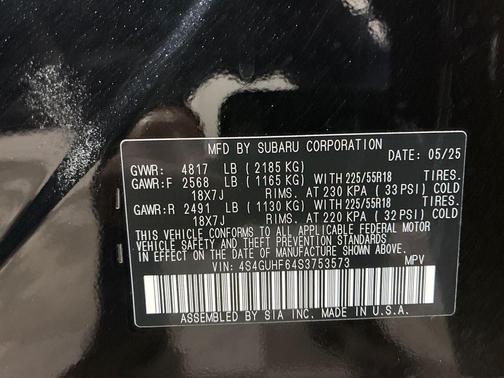 MFD BY SUBARU CORPORATION
DATE: 05/25
GVWR: 4817 LB (2185 KG)
GAWR:F 2568 LB (1165 KG) WITH 225/55R18 TIRES.
18X7J RIMS. AT 230 KPA (33 PSI) COLD
GAWR:R 2491 LB (1130 KG) WITH 225/55R18 TIRES.
18X7J RIMS. AT 220 KPA (32 PSI) COLD
THIS VEHICLE CONFORMS TO ALL APPLICABLE FEDERAL MOTOR
VEHICLE SAFETY AND THEFT PREVENTION STANDARDS
IN EFFECT ON THE DATE OF MANUFACTURE SHOWN ABOVE.
VIN: 4S4GUHF64S3753573 MPV
ASSEMBLED BY SIA INC. MADE IN U.S.A.